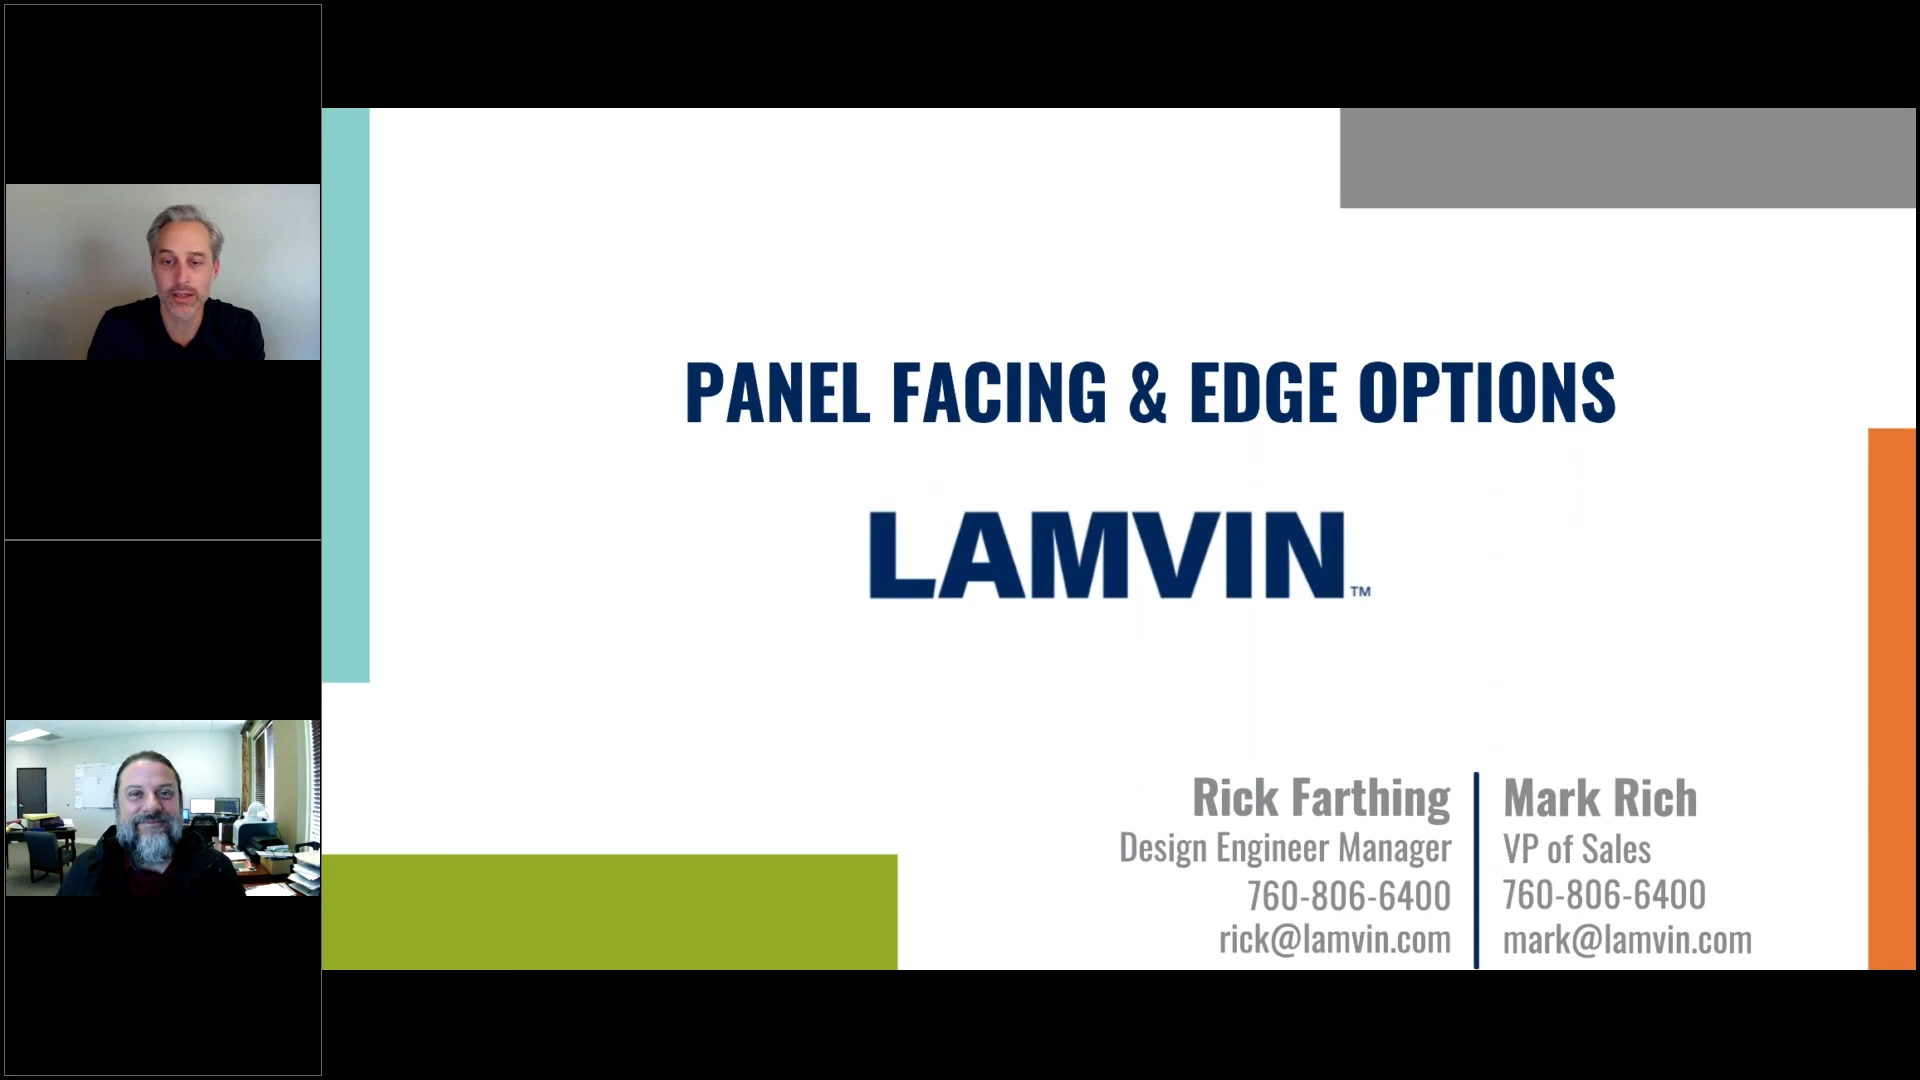 PANEL FACING & EDGE OPTIONS
LAMVIN™
Rick Farthing
Design Engineer Manager
760-806-6400
rick@lamvin.com
Mark Rich
VP of Sales
760-806-6400
mark@lamvin.com